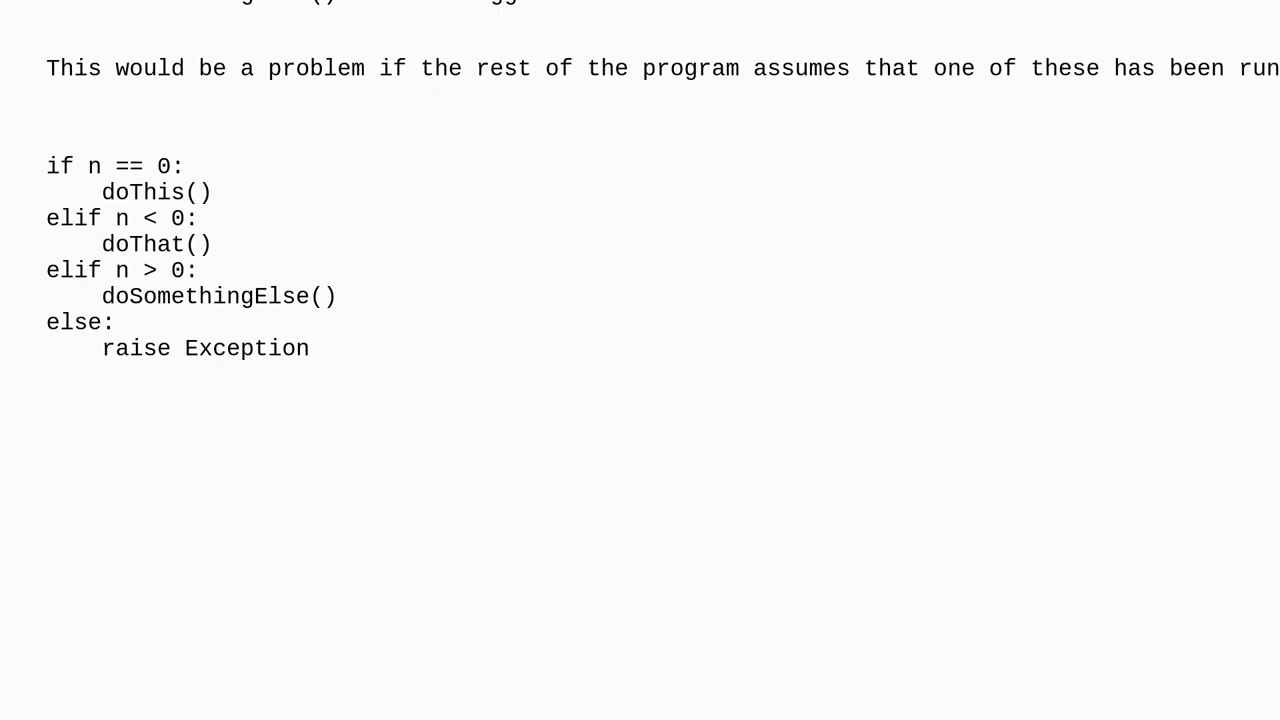 This would be a problem if the rest of the program assumes that one of these has been run
if n == 0:
    doThis()
elif n < 0:
    doThat()
elif n > 0:
    doSomethingElse()
else:
    raise Exception